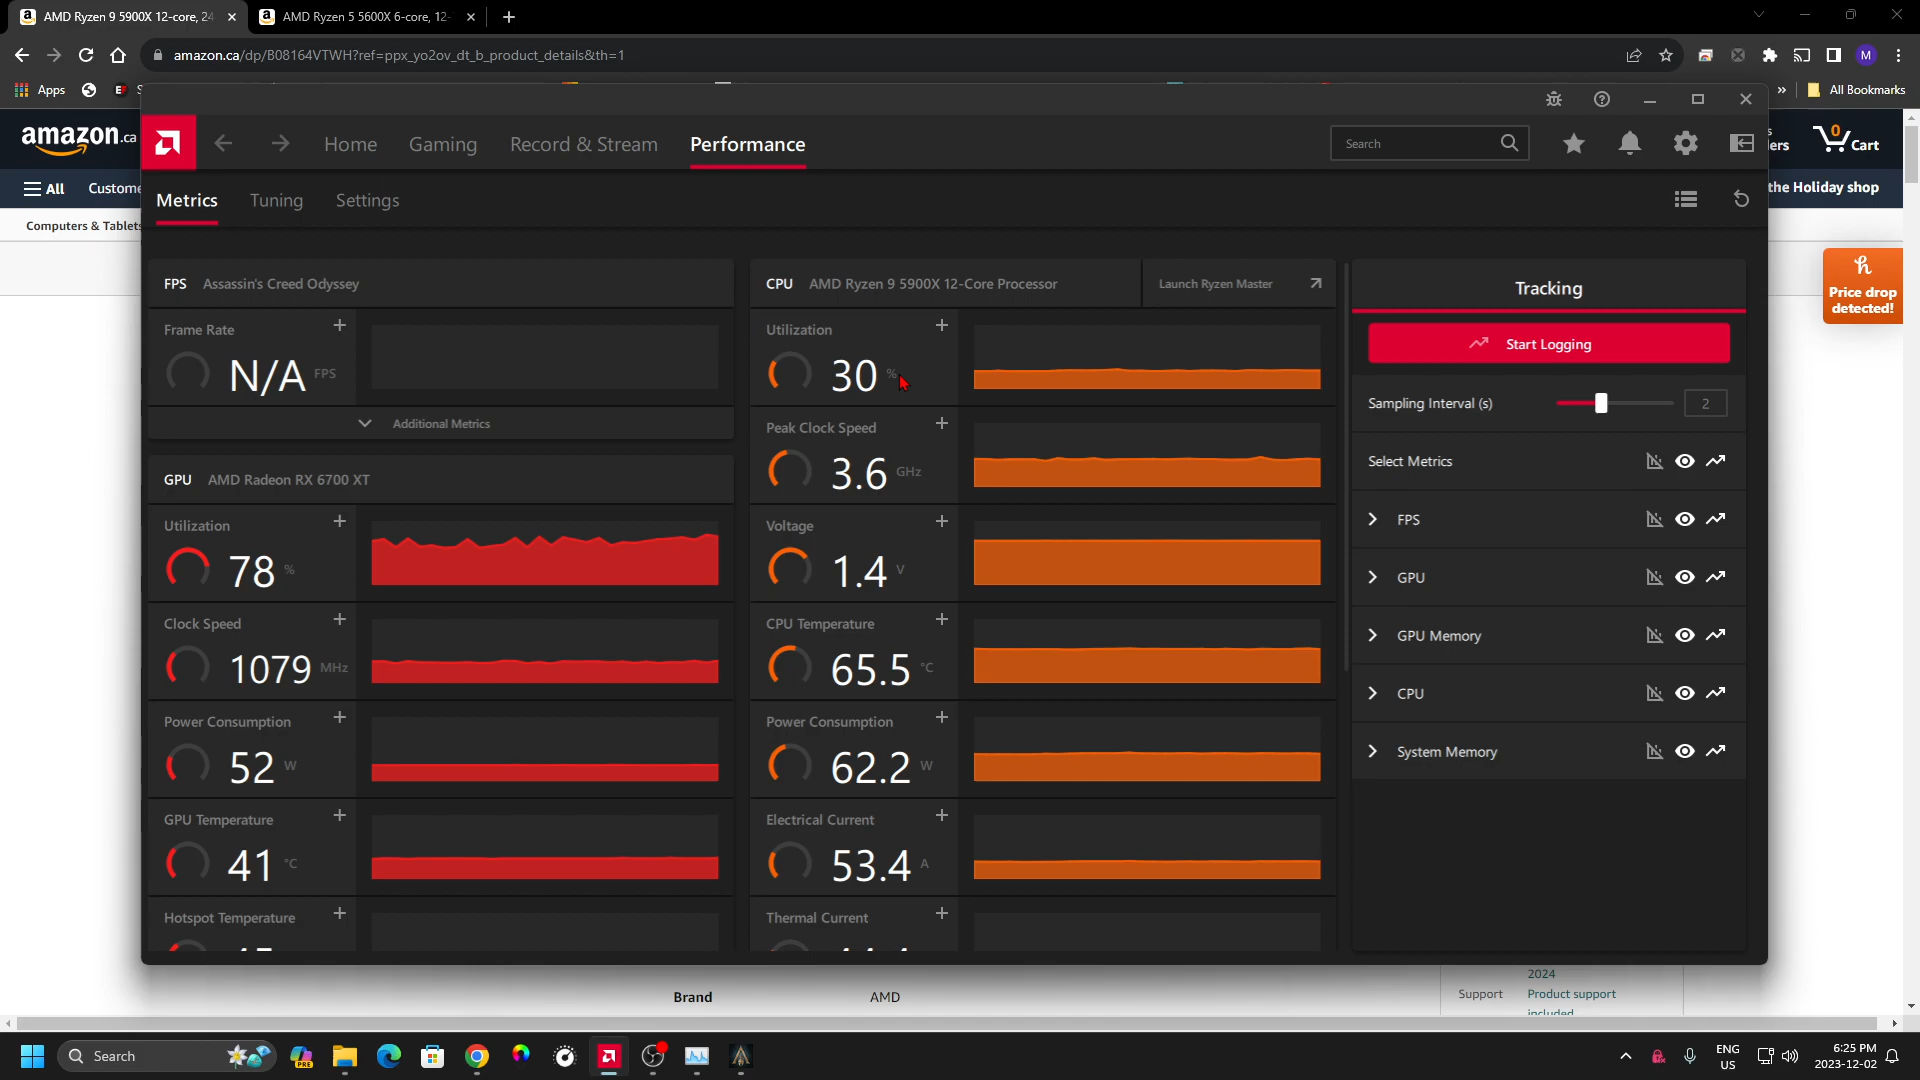 AMD Ryzen 9 5900X 12-core, 24
AMD Ryzen 5 5600X 6-core, 12-
amazon.ca/dp/B08164VTWH?ref=ppx_yo2ov_dt_b_product_details&th=1
M
Apps
All Bookmarks
amazon.ca
Home
Gaming
Record & Stream
Performance
Search
ers
0
Cart
All
Custome
Metrics
Tuning
Settings
the Holiday shop
Computers & Tablets
FPS Assassin's Creed Odyssey
CPU AMD Ryzen 9 5900X 12-Core Processor
Launch Ryzen Master
Tracking
Price drop
detected!
Frame Rate
N/A FPS
Additional Metrics
Utilization
30 %
Start Logging
Sampling Interval (s)
2
Peak Clock Speed
3.6 GHz
Select Metrics
GPU AMD Radeon RX 6700 XT
Utilization
78 %
Voltage
1.4 V
FPS
GPU
Clock Speed
1079 MHz
CPU Temperature
65.5 °C
GPU Memory
CPU
Power Consumption
52 W
Power Consumption
62.2 W
System Memory
GPU Temperature
41 °C
Electrical Current
53.4 A
Hotspot Temperature
Thermal Current
Brand
AMD
2024
Support
Product support
included
Search
PRE
ENG
US
6:25 PM
2023-12-02